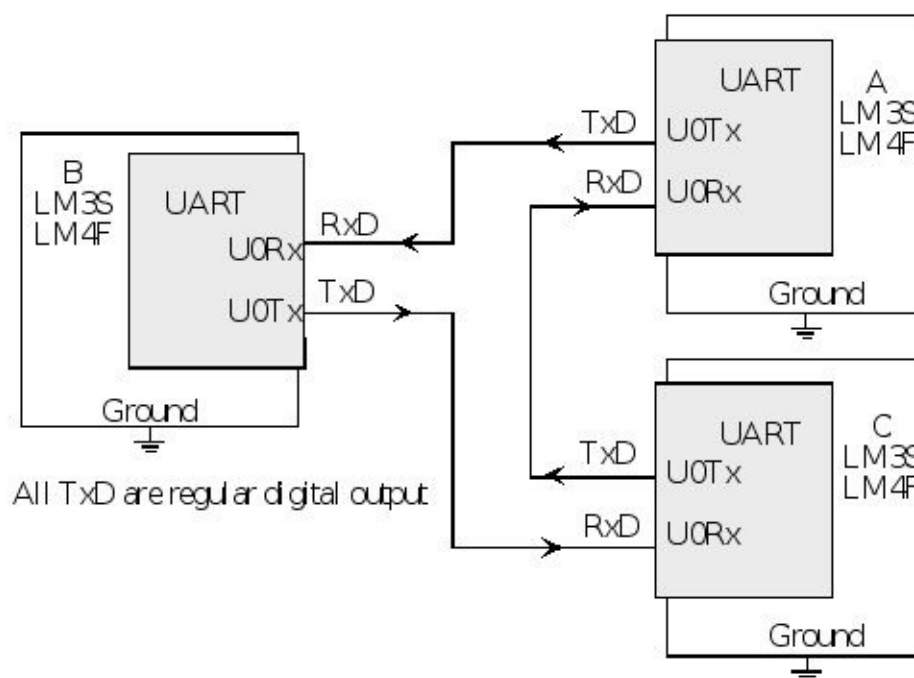 B
LM3S
LM4F
UART
U0Rx
U0Tx
RxD
TxD
Ground
All TxD are regular digital output
TxD
RxD
UART
U0Tx
U0Rx
A
LM3S
LM4F
Ground
TxD
RxD
UART
U0Tx
U0Rx
C
LM3S
LM4F
Ground